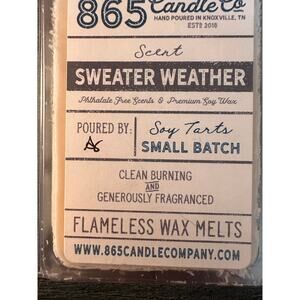 865 Candle Co
HAND POURED IN KNOXVILLE, TN
ESTD 2016
Scent
SWEATER WEATHER
Phthalate Free Scents & Premium Soy Wax
POURED BY: Soy Tarts
SMALL BATCH
CLEAN BURNING
AND
GENEROUSLY FRAGRANCED
FLAMELESS WAX MELTS
WWW.865CANDLECOMPANY.COM